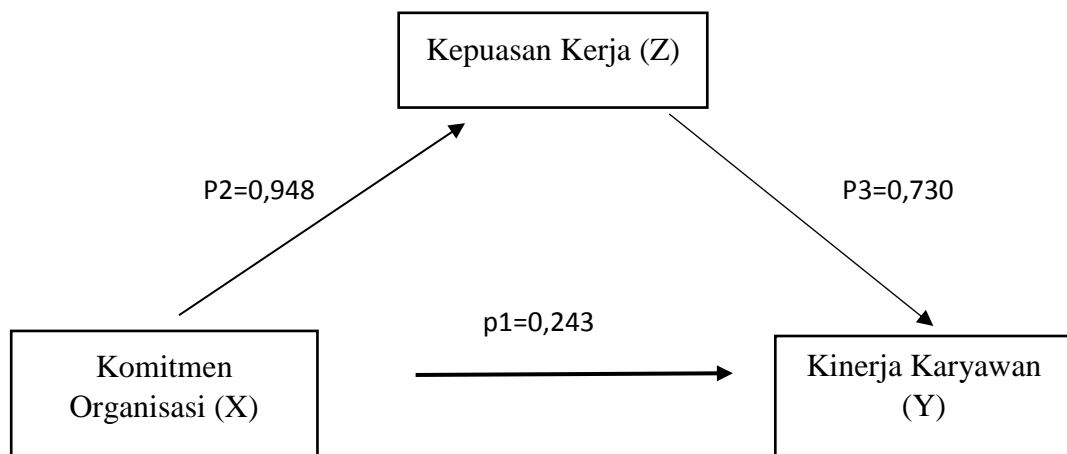 Kepuasan Kerja (Z)
P2=0,948
P3=0,730
p1=0,243
Komitmen
Organisasi (X)
Kinerja Karyawan
(Y)